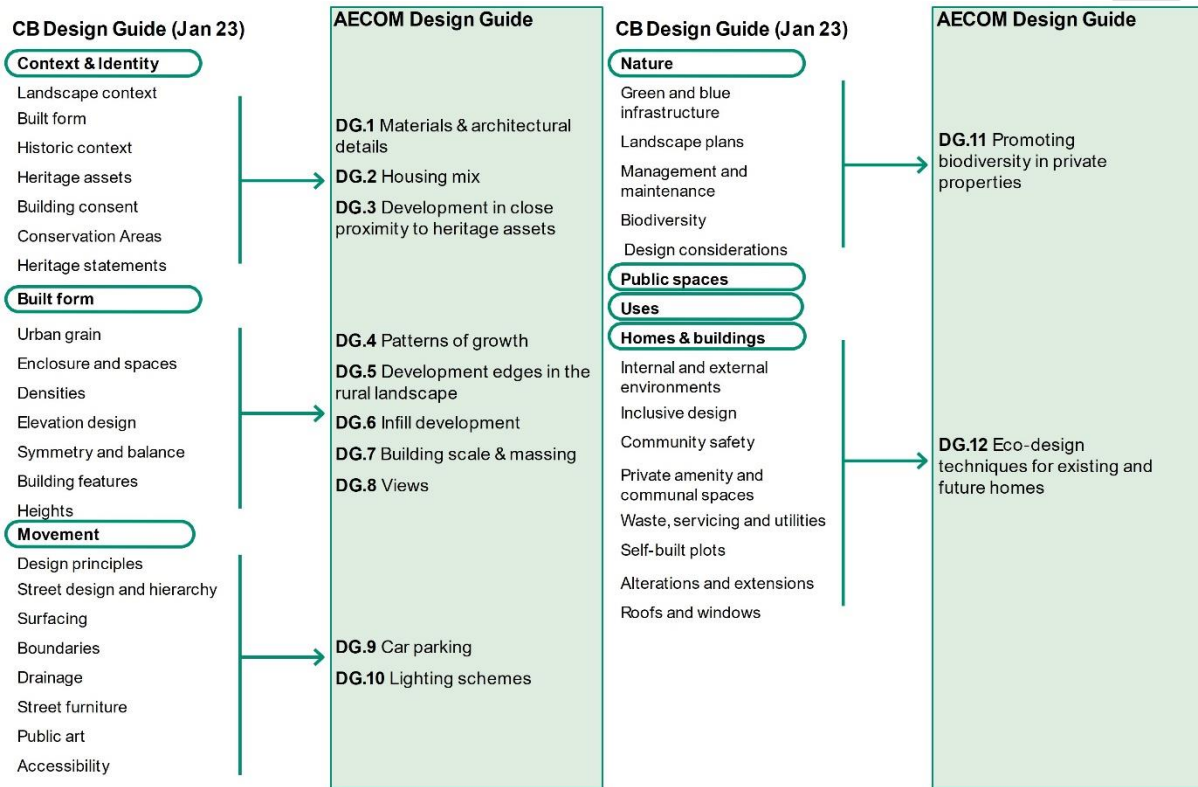 CB Design Guide (Jan 23)
Context & Identity
Landscape context
Built form
Historic context
Heritage assets
Building consent
Conservation Areas
Heritage statements
Built form
Urban grain
Enclosure and spaces
Densities
Elevation design
Symmetry and balance
Building features
Heights
Movement
Design principles
Street design and hierarchy
Surfacing
Boundaries
Drainage
Street furniture
Public art
Accessibility
AECOM Design Guide
DG.1 Materials & architectural
details
DG.2 Housing mix
DG.3 Development in close
proximity to heritage assets
DG.4 Patterns of growth
DG.5 Development edges in the
rural landscape
DG.6 Infill development
DG.7 Building scale & massing
DG.8 Views
DG.9 Car parking
DG.10 Lighting schemes
CB Design Guide (Jan 23)
Nature
Green and blue
infrastructure
Landscape plans
Management and
maintenance
Biodiversity
Design considerations
Public spaces
Uses
Homes & buildings
Internal and external
environments
Inclusive design
Community safety
Private amenity and
communal spaces
Waste, servicing and utilities
Self-built plots
Alterations and extensions
Roofs and windows
AECOM Design Guide
DG.11 Promoting
biodiversity in private
properties
DG.12 Eco-design
techniques for existing and
future homes